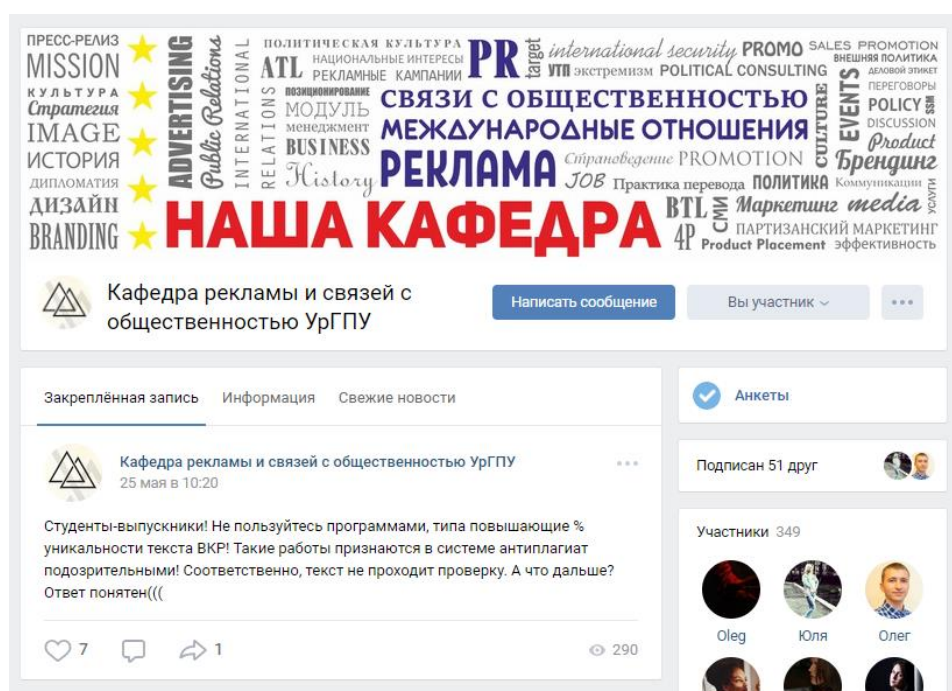 ПРЕСС-РЕЛИЗ
MISSION
КУЛЬТУРА
Стратегия
IMAGE
ИСТОРИЯ
ДИПЛОМАТИЯ
ДИЗАЙН
BRANDING
ADVERTISING
Public Relations
INTERNATIONAL
RELATIONS
ПОЛИТИЧЕСКАЯ КУЛЬТУРА
ATL НАЦИОНАЛЬНЫЕ ИНТЕРЕСЫ
РЕКЛАМНЫЕ КАМПАНИИ
PR
target
international security PROMO SALES PROMOTION
ВНЕШНЯЯ ПОЛИТИКА
УТП экстремизм POLITICAL CONSULTING
ДЕЛОВОЙ ЭТИКЕТ
ПОЗИЦИОНИРОВАНИЕ
МОДУЛЬ
менеджмент
BUSINESS
History
СВЯЗИ С ОБЩЕСТВЕННОСТЬЮ
МЕЖДУНАРОДНЫЕ ОТНОШЕНИЯ
РЕКЛАМА
CULTURE
EVENTS
ПЕРЕГОВОРЫ
POLICY
SSM
DISCUSSION
Product
Брендинг
Страноведение PROMOTION
JOB Практика перевода ПОЛИТИКА Коммуникации
УСЛУГИ
НАША КАФЕДРА
BTL СМИ Маркетинг media
4P ПАРТИЗАНСКИЙ МАРКЕТИНГ
Product Placement эффективность
Кафедра рекламы и связей с
общественностью УрГПУ
Написать сообщение
Вы участник
Закреплённая запись Информация Свежие новости
Кафедра рекламы и связей с общественностью УрГПУ
25 мая в 10:20
Студенты-выпускники! Не пользуйтесь программами, типа повышающие %
уникальности текста ВКР! Такие работы признаются в системе антиплагиат
подозрительными! Соответственно, текст не проходит проверку. А что дальше?
Ответ понятен(((
7 1 290
Анкеты
Подписан 51 друг
Участники 349
Oleg Юля Олег